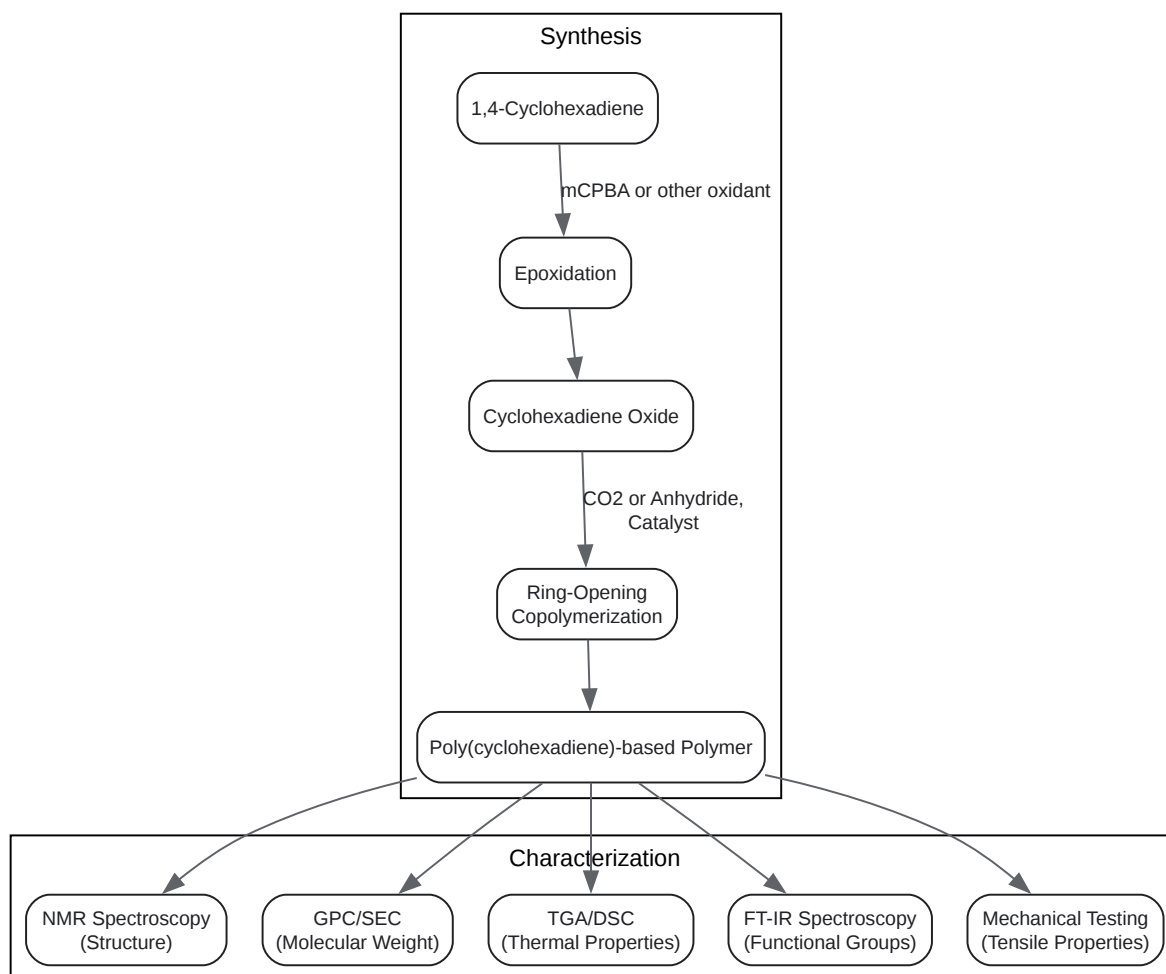 Synthesis
1,4-Cyclohexadiene
mCPBA or other oxidant
Epoxidation
Cyclohexadiene Oxide
CO2 or Anhydride,
Catalyst
Ring-Opening
Copolymerization
Poly(cyclohexadiene)-based Polymer
Characterization
NMR Spectroscopy
(Structure)
GPC/SEC
(Molecular Weight)
TGA/DSC
(Thermal Properties)
FT-IR Spectroscopy
(Functional Groups)
Mechanical Testing
(Tensile Properties)